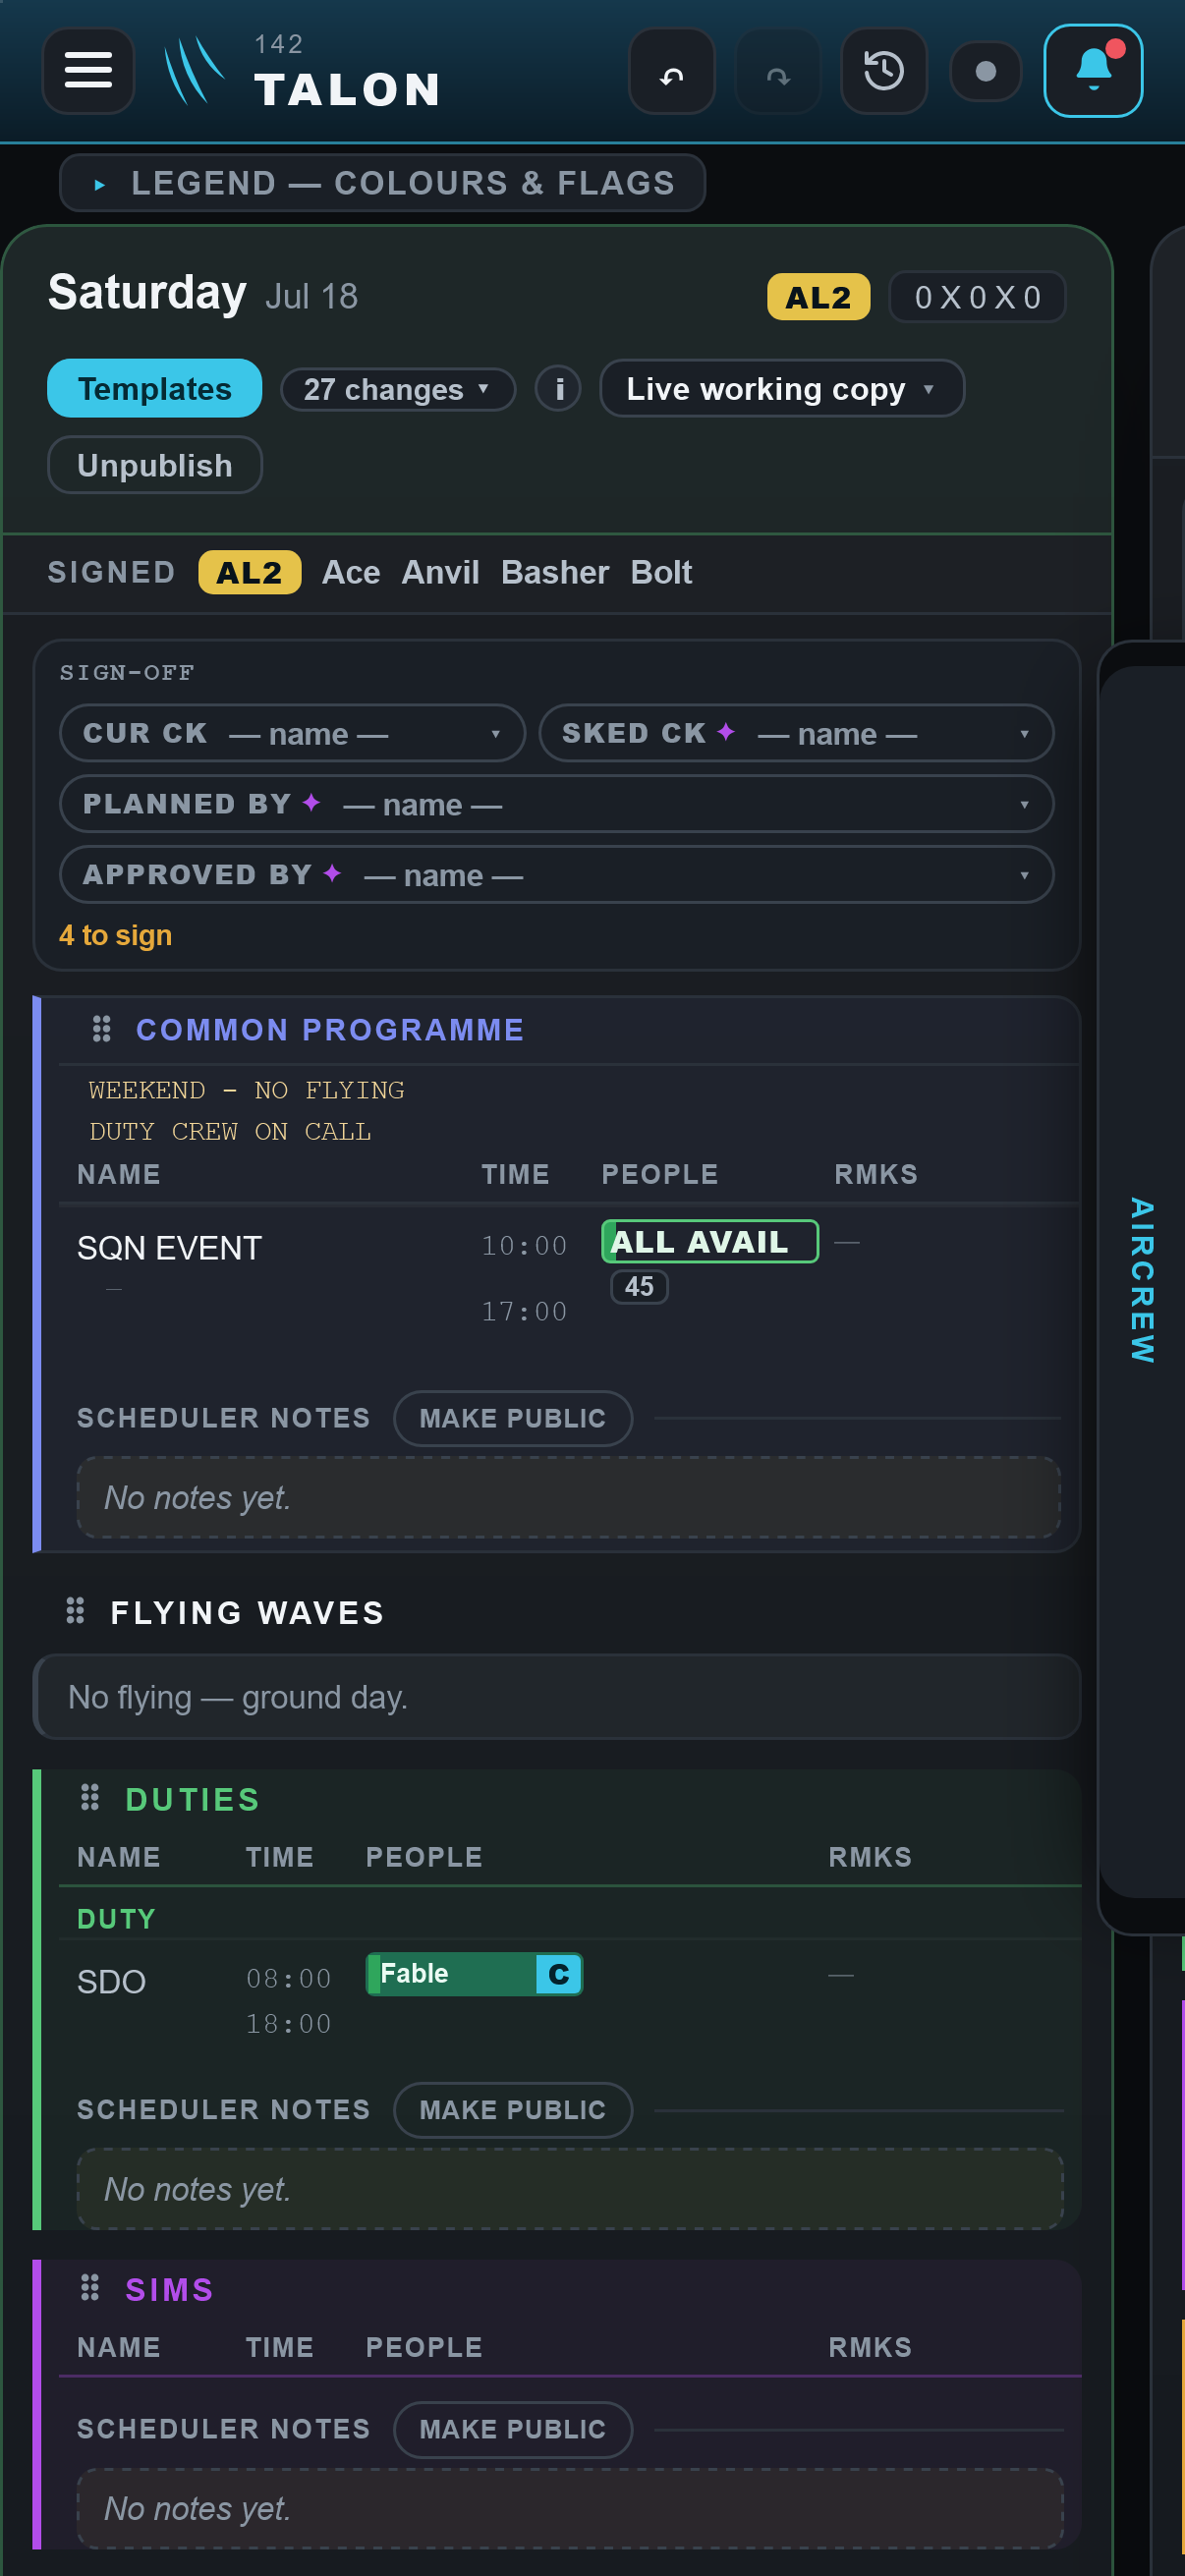 142
TALON
LEGEND — COLOURS & FLAGS
Saturday Jul 18 AL2 0 X 0 X 0
Templates 27 changes i Live working copy
Unpublish
SIGNED AL2 Ace Anvil Basher Bolt
SIGN-OFF
CUR CK — name — SKED CK — name —
PLANNED BY — name —
APPROVED BY — name —
4 to sign
COMMON PROGRAMME
WEEKEND - NO FLYING
DUTY CREW ON CALL
NAME TIME PEOPLE RMKS
SQN EVENT 10:00 ALL AVAIL —
— 45
17:00
SCHEDULER NOTES MAKE PUBLIC
No notes yet.
FLYING WAVES
No flying — ground day.
DUTIES
NAME TIME PEOPLE RMKS
DUTY
SDO 08:00 Fable C —
18:00
SCHEDULER NOTES MAKE PUBLIC
No notes yet.
SIMS
NAME TIME PEOPLE RMKS
SCHEDULER NOTES MAKE PUBLIC
No notes yet.
AIRCREW